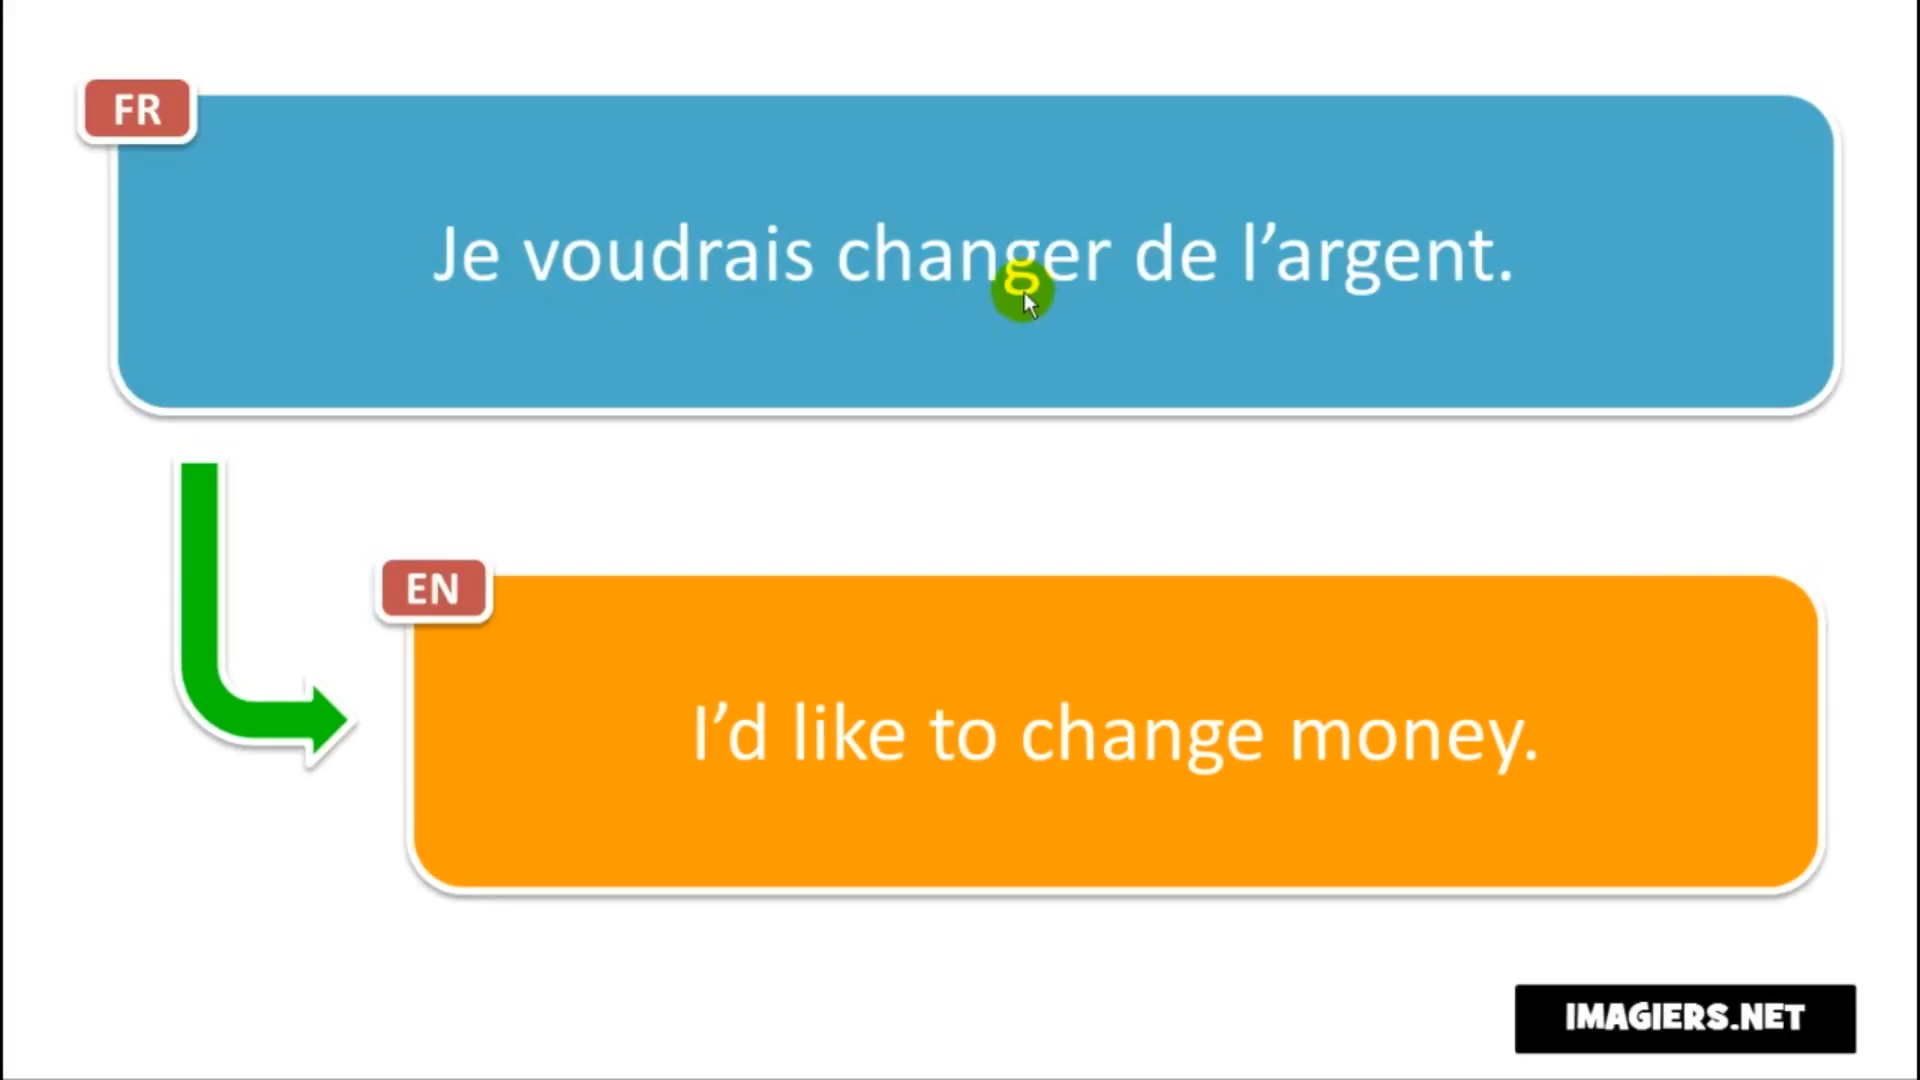 FR
Je voudrais changer de l’argent.
EN
I’d like to change money.
IMAGIERS.NET